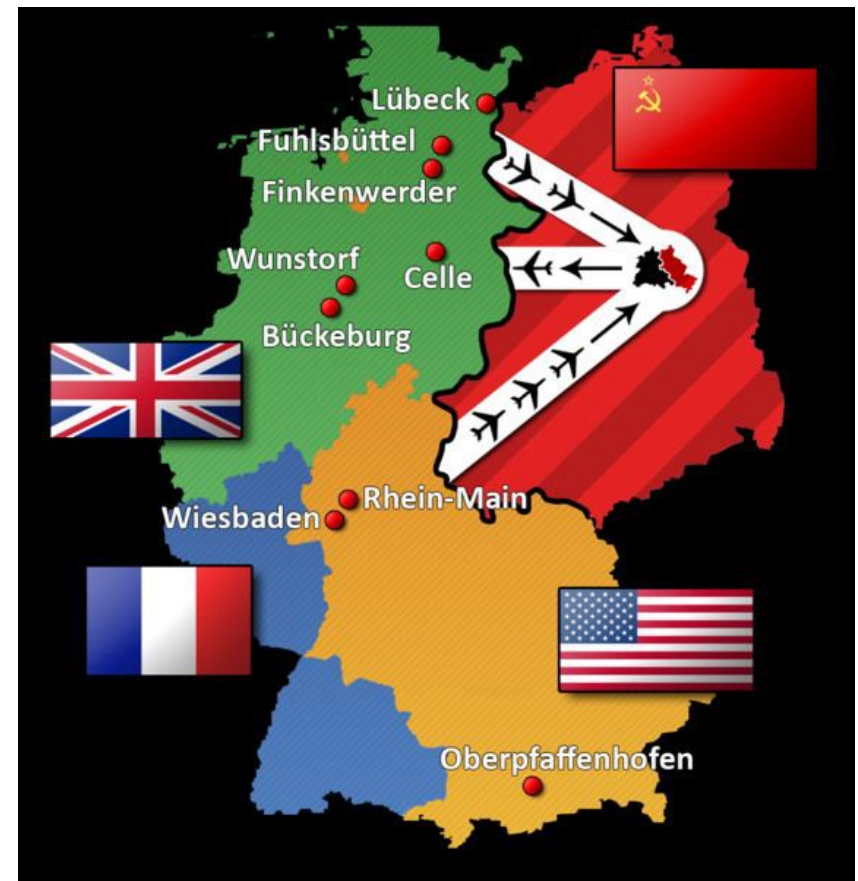 Lübeck
Fuhlsbüttel
Finkenwerder
Wunstorf
Celle
Bückeburg
Rhein-Main
Wiesbaden
Oberpfaffenhofen